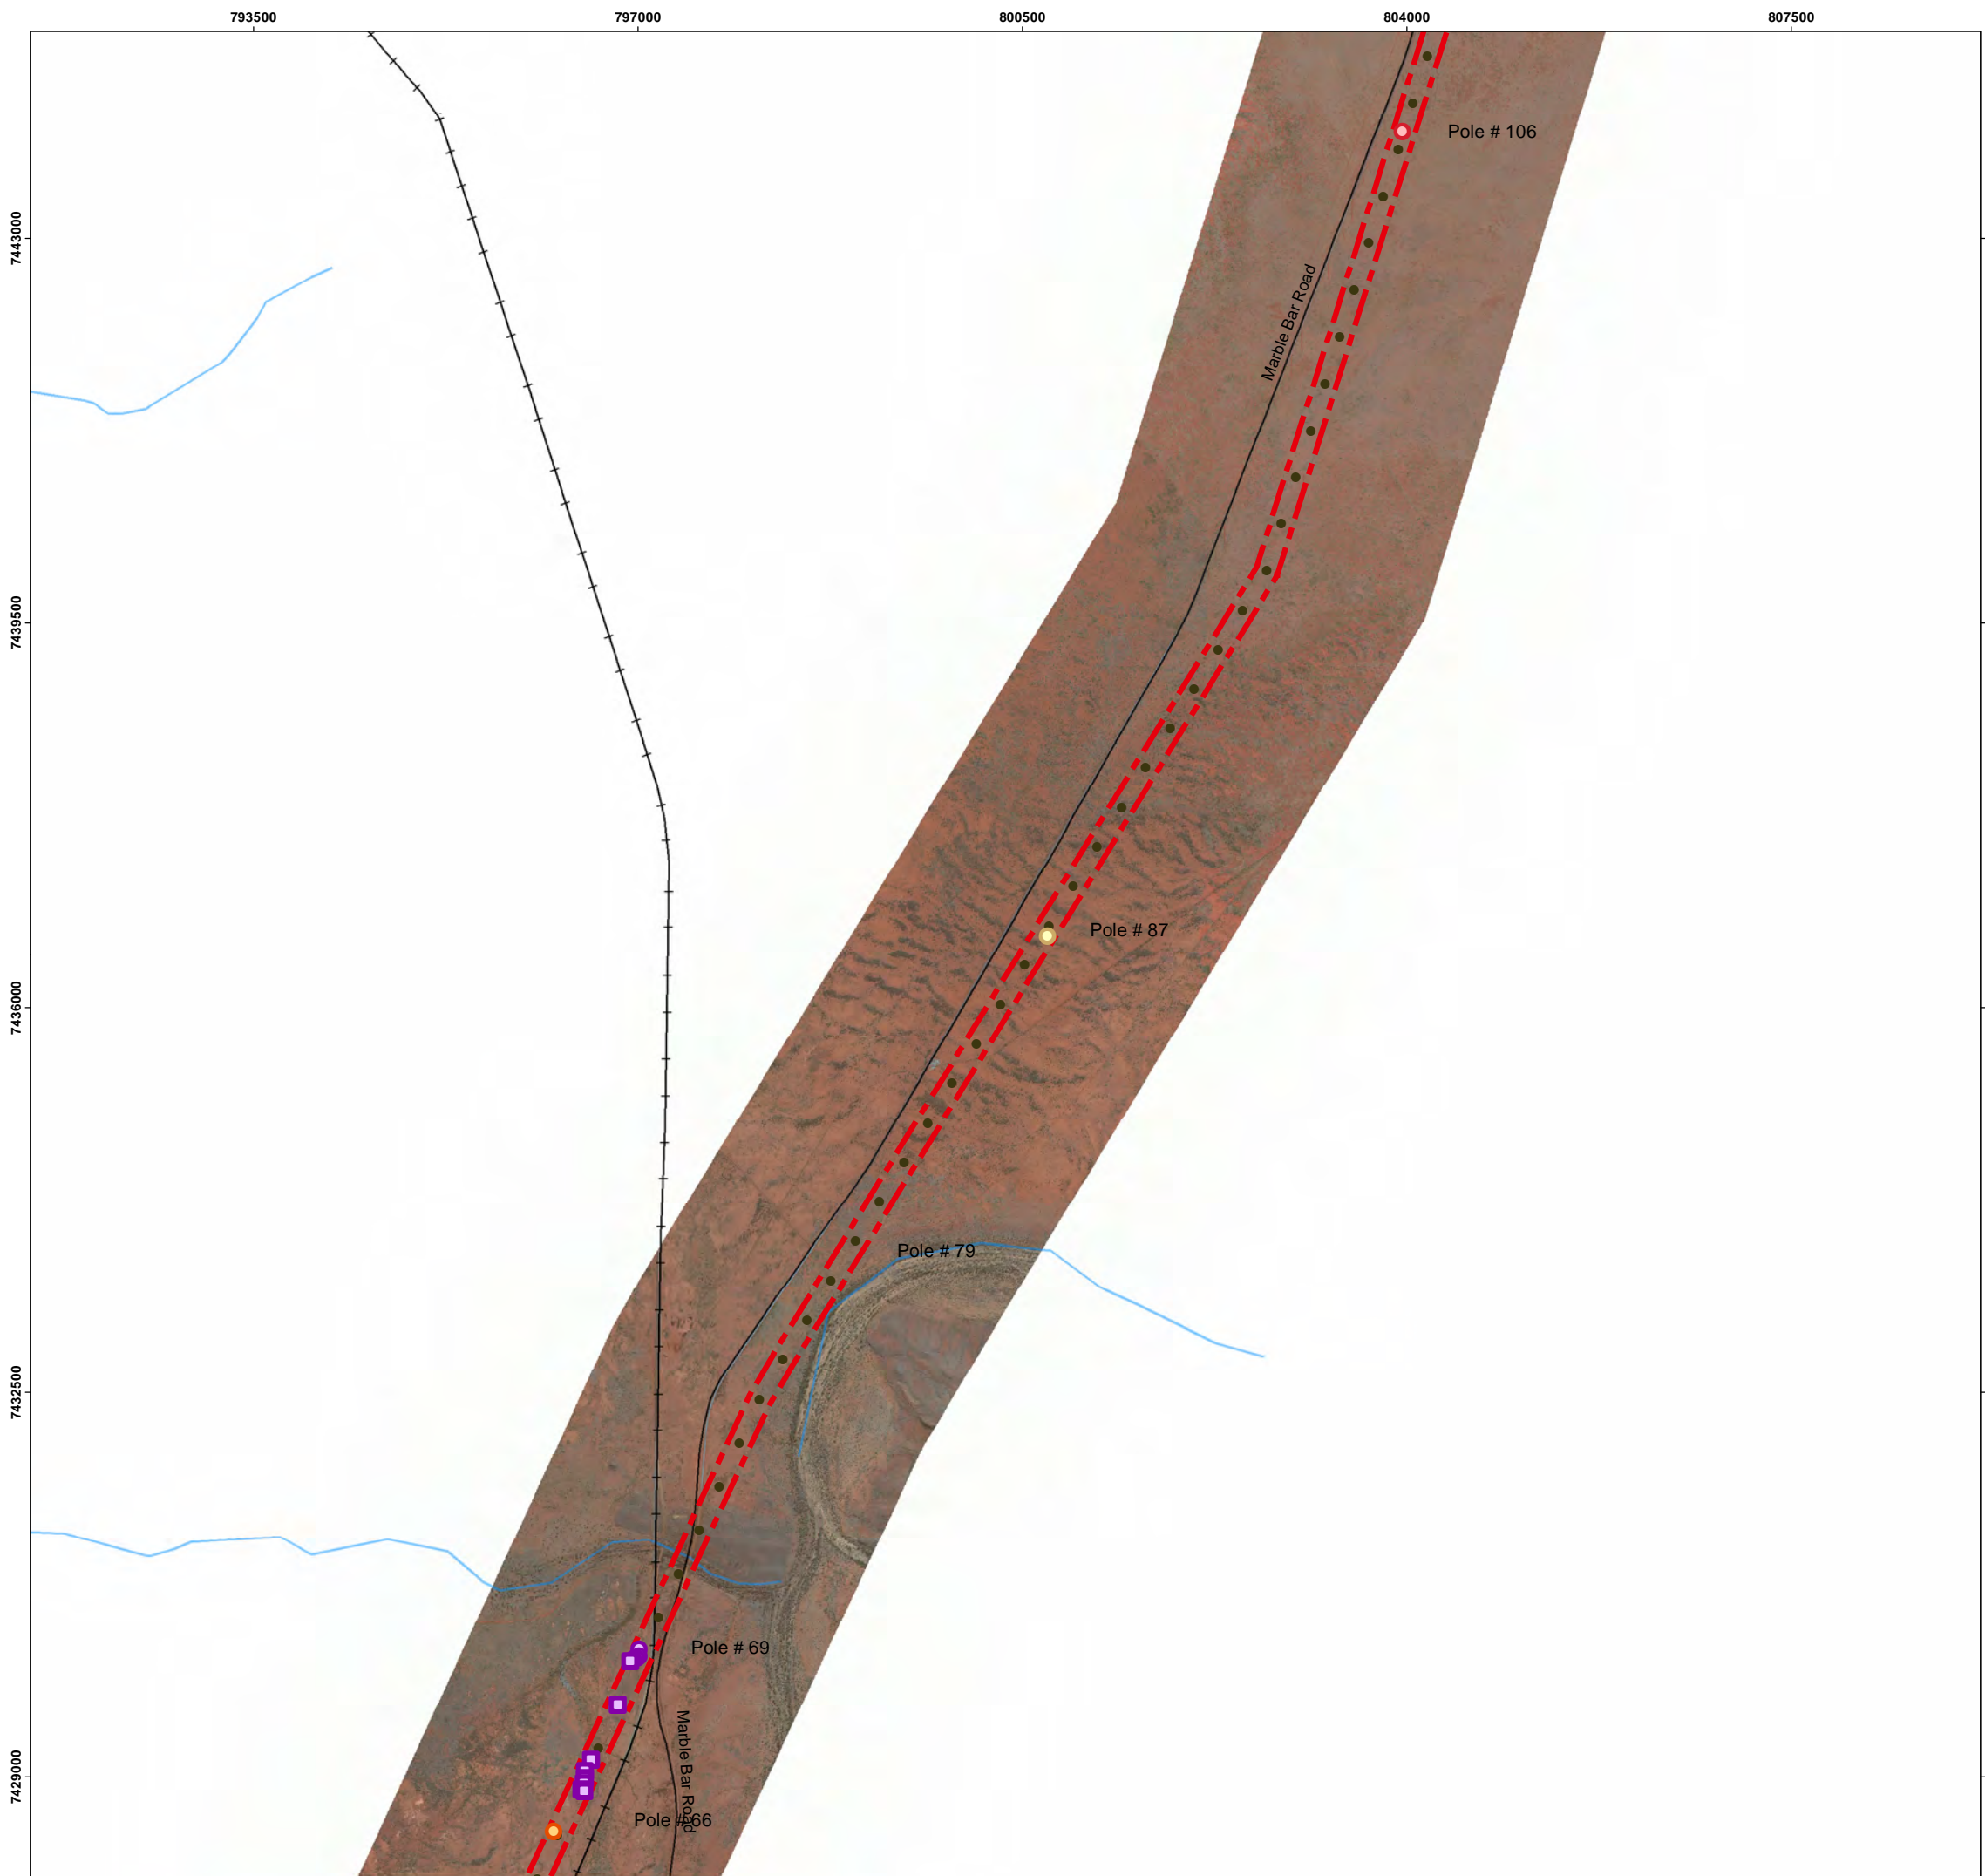 793500 797000 800500 804000 807500
Pole # 106
7443000
Marble Bar Road
7439500
Pole # 87
7436000
Pole # 79
7432500
Pole # 69
Marble Bar Road
7429000
Pole # 66